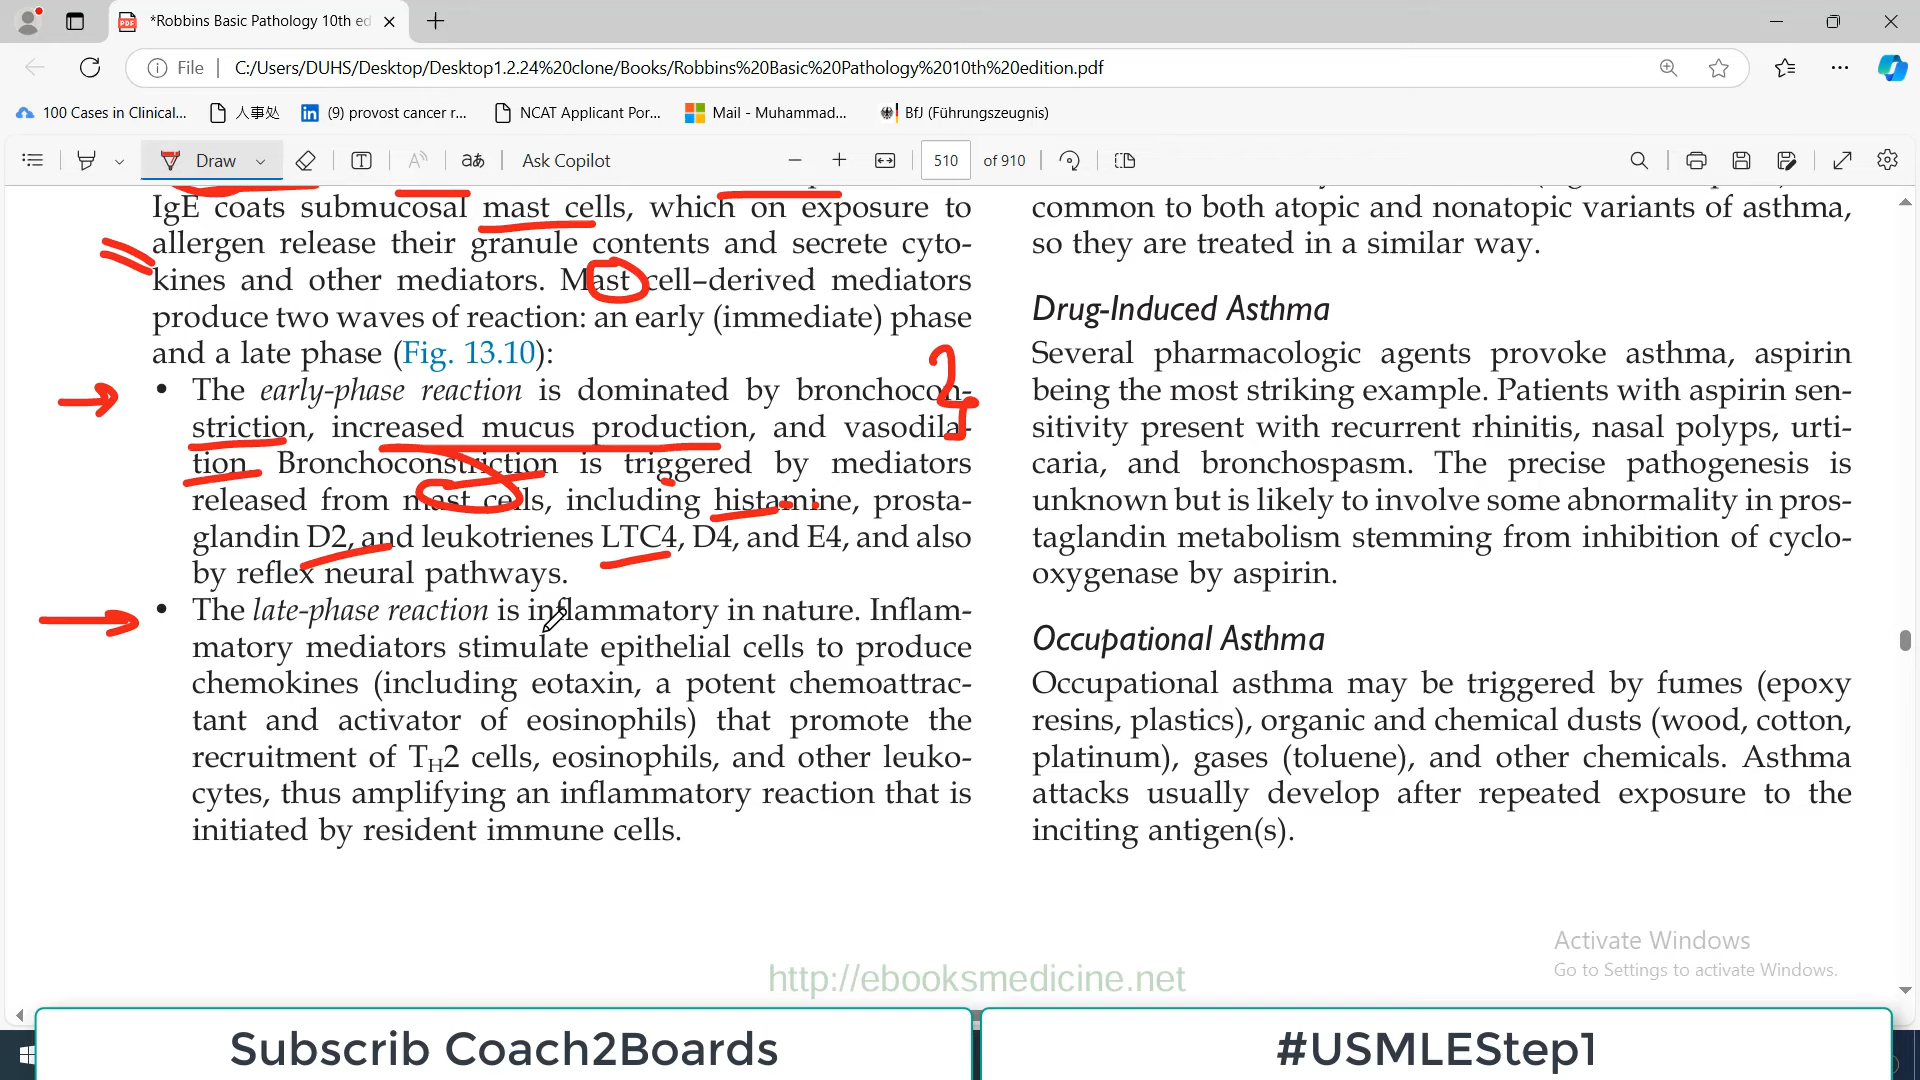 *Robbins Basic Pathology 10th ed
File
C:/Users/DUHS/Desktop/Desktop1.2.24%20clone/Books/Robbins%20Basic%20Pathology%2010th%20edition.pdf
100 Cases in Clinical...
人事处
(9) provost cancer r...
NCAT Applicant Por...
Mail - Muhammad...
BfJ (Führungszeugnis)
Draw
Ask Copilot
510
of 910
IgE coats submucosal mast cells, which on exposure to
allergen release their granule contents and secrete cyto-
kines and other mediators. Mast cell–derived mediators
produce two waves of reaction: an early (immediate) phase
and a late phase (Fig. 13.10):
• The early-phase reaction is dominated by bronchocon-
striction, increased mucus production, and vasodila-
tion. Bronchoconstriction is triggered by mediators
released from mast cells, including histamine, prosta-
glandin D2, and leukotrienes LTC4, D4, and E4, and also
by reflex neural pathways.
• The late-phase reaction is inflammatory in nature. Inflam-
matory mediators stimulate epithelial cells to produce
chemokines (including eotaxin, a potent chemoattrac-
tant and activator of eosinophils) that promote the
recruitment of TH2 cells, eosinophils, and other leuko-
cytes, thus amplifying an inflammatory reaction that is
initiated by resident immune cells.
common to both atopic and nonatopic variants of asthma,
so they are treated in a similar way.
Drug-Induced Asthma
Several pharmacologic agents provoke asthma, aspirin
being the most striking example. Patients with aspirin sen-
sitivity present with recurrent rhinitis, nasal polyps, urti-
caria, and bronchospasm. The precise pathogenesis is
unknown but is likely to involve some abnormality in pros-
taglandin metabolism stemming from inhibition of cyclo-
oxygenase by aspirin.
Occupational Asthma
Occupational asthma may be triggered by fumes (epoxy
resins, plastics), organic and chemical dusts (wood, cotton,
platinum), gases (toluene), and other chemicals. Asthma
attacks usually develop after repeated exposure to the
inciting antigen(s).
Activate Windows
Go to Settings to activate Windows.
http://ebooksmedicine.net
Subscrib Coach2Boards
#USMLEStep1